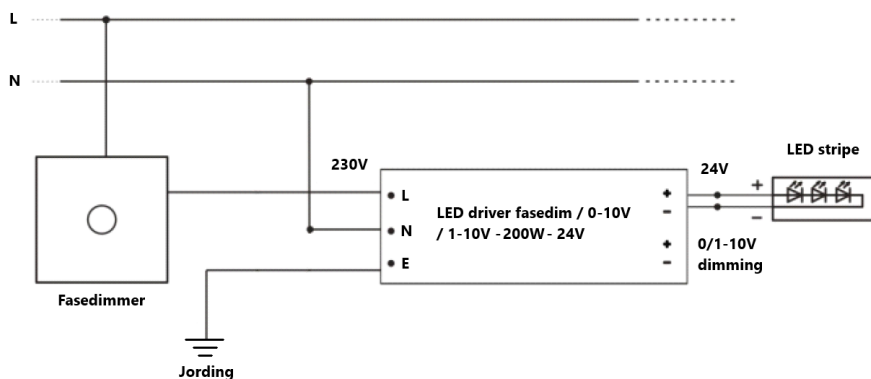 L
N
230V
24V
LED stripe
+
L
+
LED driver fasedim / 0-10V
-
-
N
/ 1-10V - 200W - 24V
+
0/1-10V
E
-
dimming
Fasedimmer
Jording